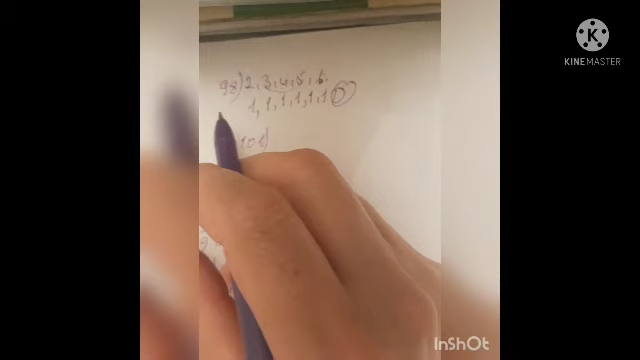 KINEMASTER
98) 2, 3, 4, 5, 6.
1, 1, 1, 1, 1, 1
101)
InShOt